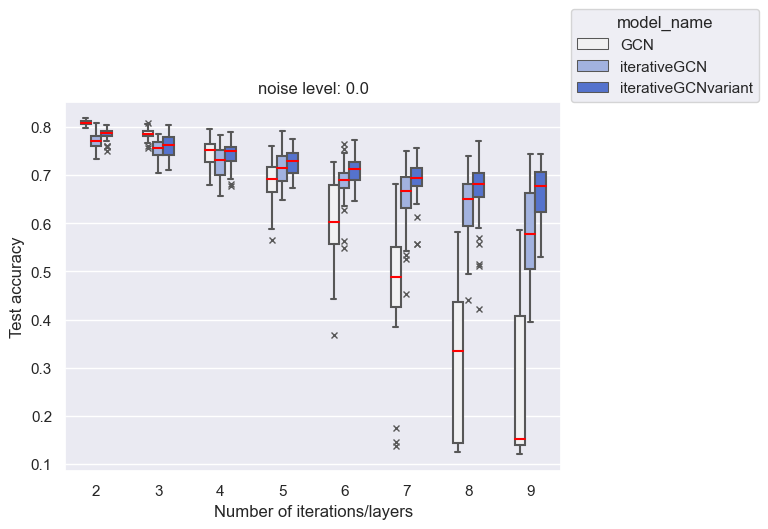 model_name
GCN
iterativeGCN
iterativeGCNvariant
noise level: 0.0
Test accuracy
0.8
0.7
0.6
0.5
0.4
0.3
0.2
0.1
2 3 4 5 6 7 8 9
Number of iterations/layers